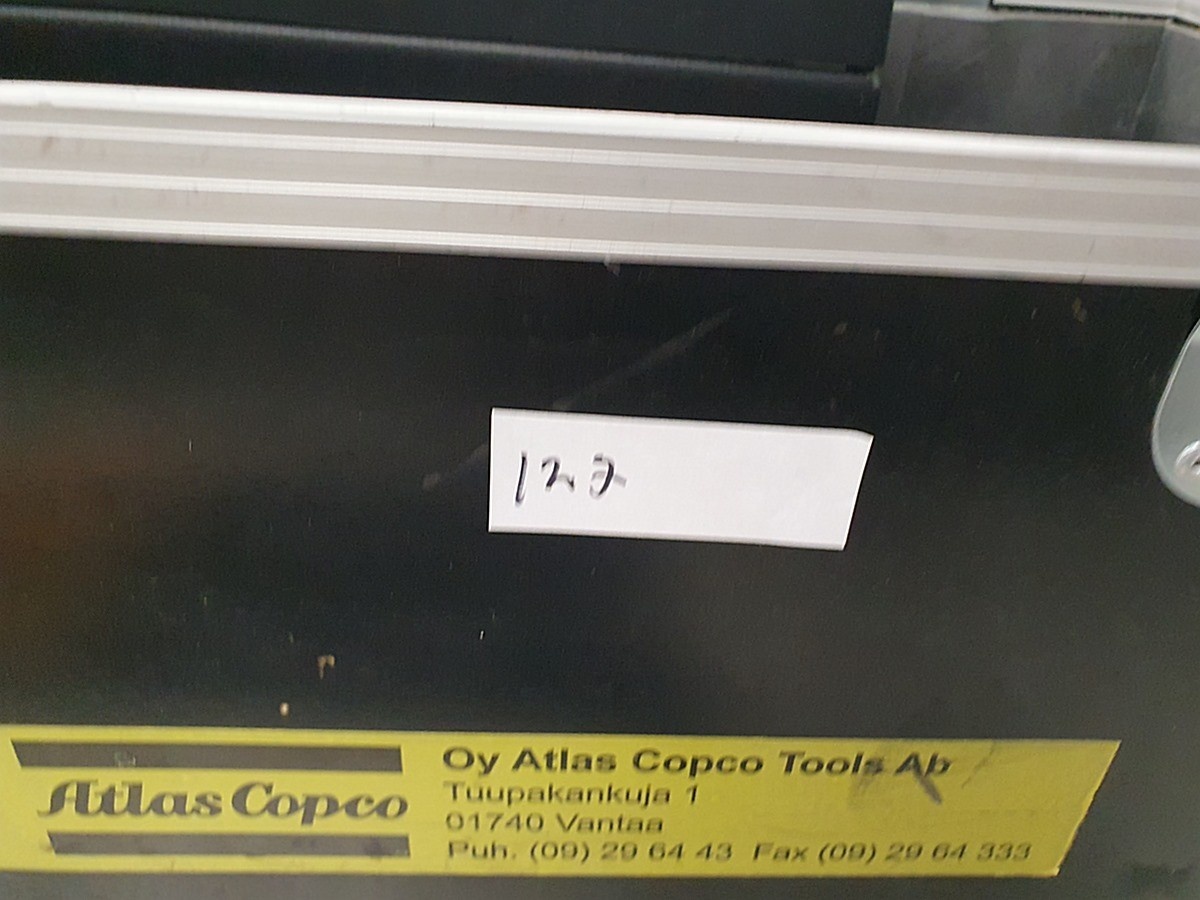 122
Atlas Copco
Oy Atlas Copco Tools Ab
Tuupakankuja 1
01740 Vantaa
Puh. (09) 29 64 43 Fax (09) 29 64 333